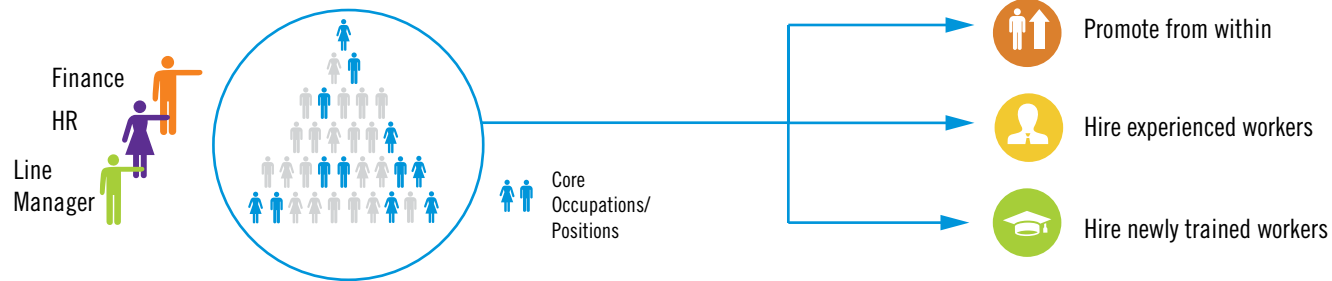 Finance
HR
Line
Manager
Core
Occupations/
Positions
Promote from within
Hire experienced workers
Hire newly trained workers